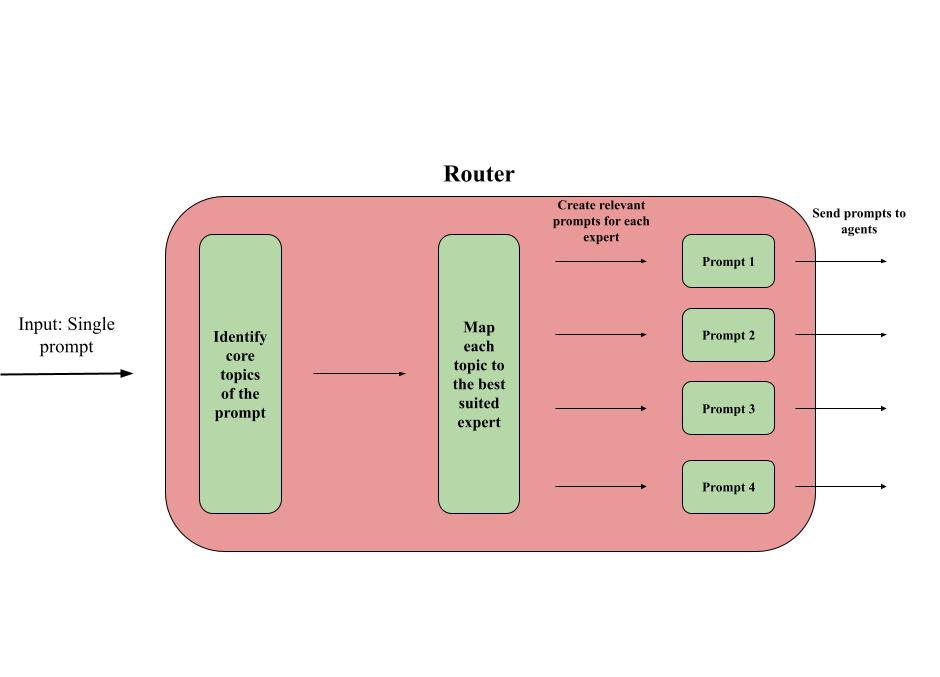 Router
Input: Single
prompt
Identify
core
topics
of the
prompt
Map
each
topic to
the best
suited
expert
Create relevant
prompts for each
expert
Prompt 1
Prompt 2
Prompt 3
Prompt 4
Send prompts to
agents